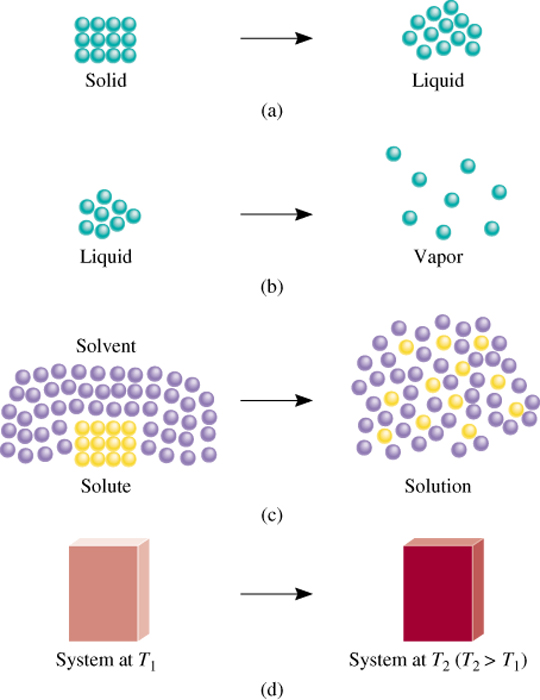 Solid
Liquid
(a)
Liquid
Vapor
(b)
Solvent
Solute
Solution
(c)
System at T₁
System at T₂ (T₂ > T₁)
(d)